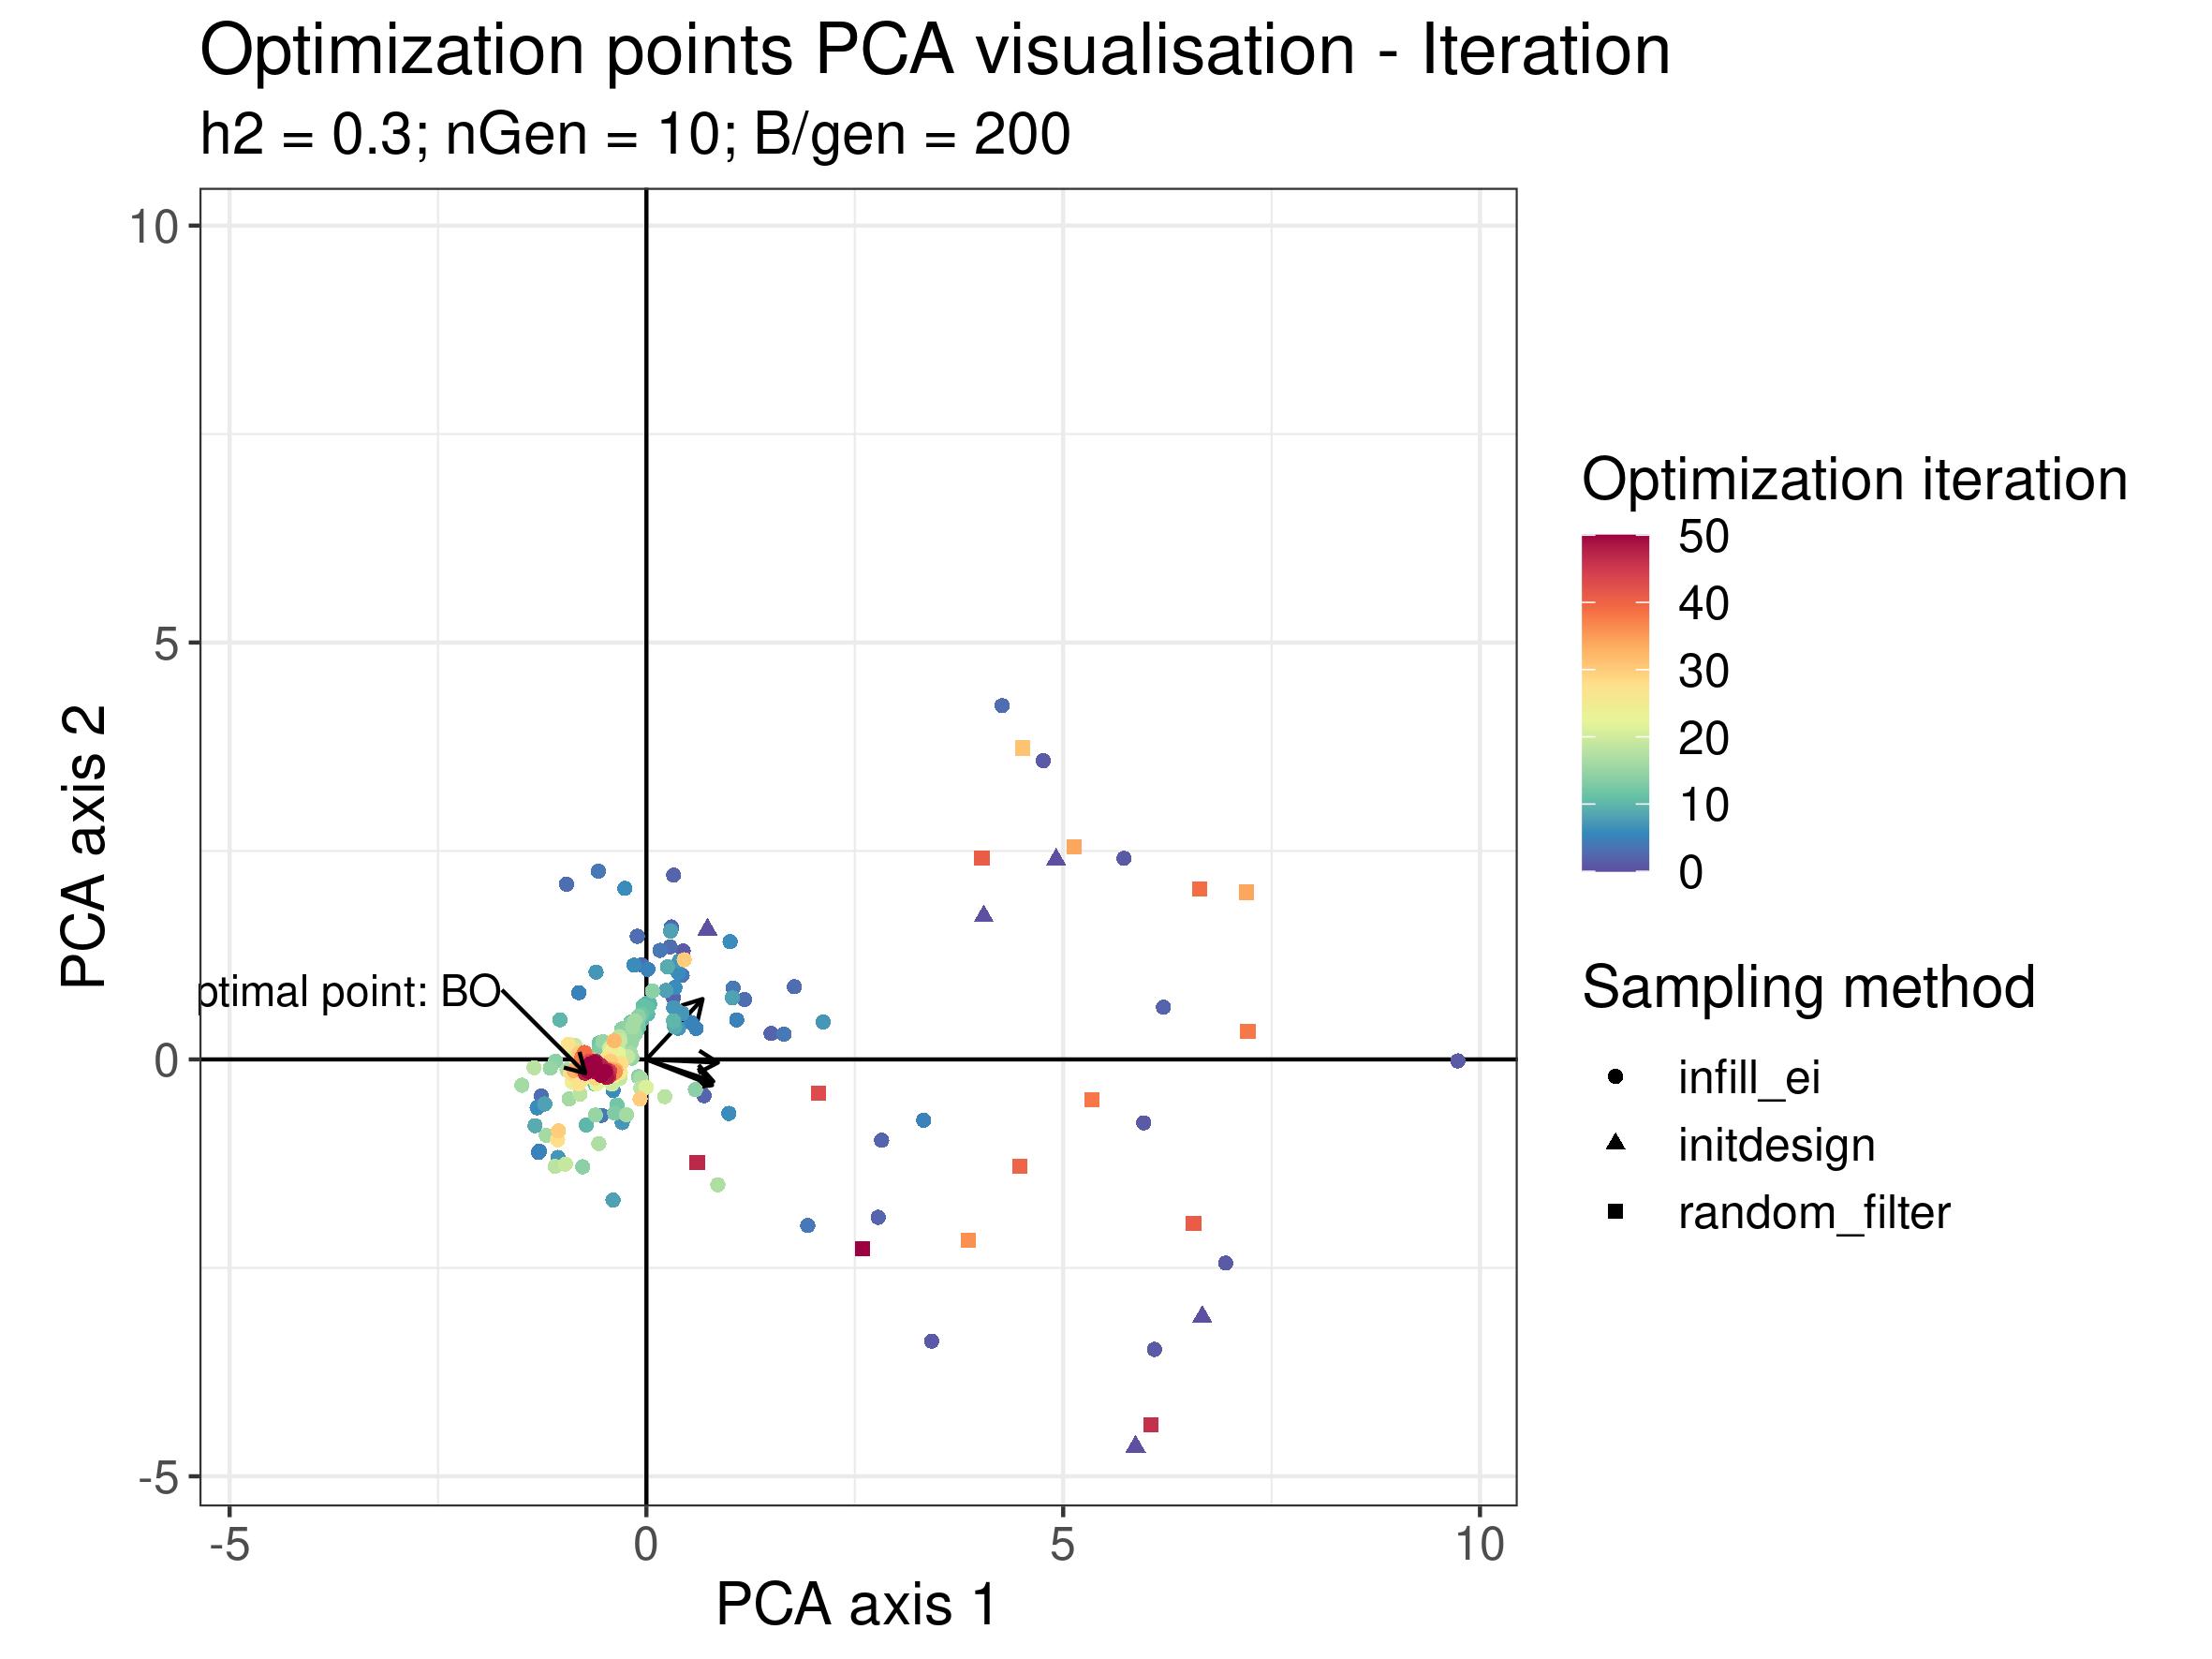 Optimization points PCA visualisation - Iteration
h2 = 0.3; nGen = 10; B/gen = 200
10
5
0
-5
PCA axis 2
ptimal point: BO
-5
0
5
10
PCA axis 1
Optimization iteration
50
40
30
20
10
0
Sampling method
infill_ei
initdesign
random_filter